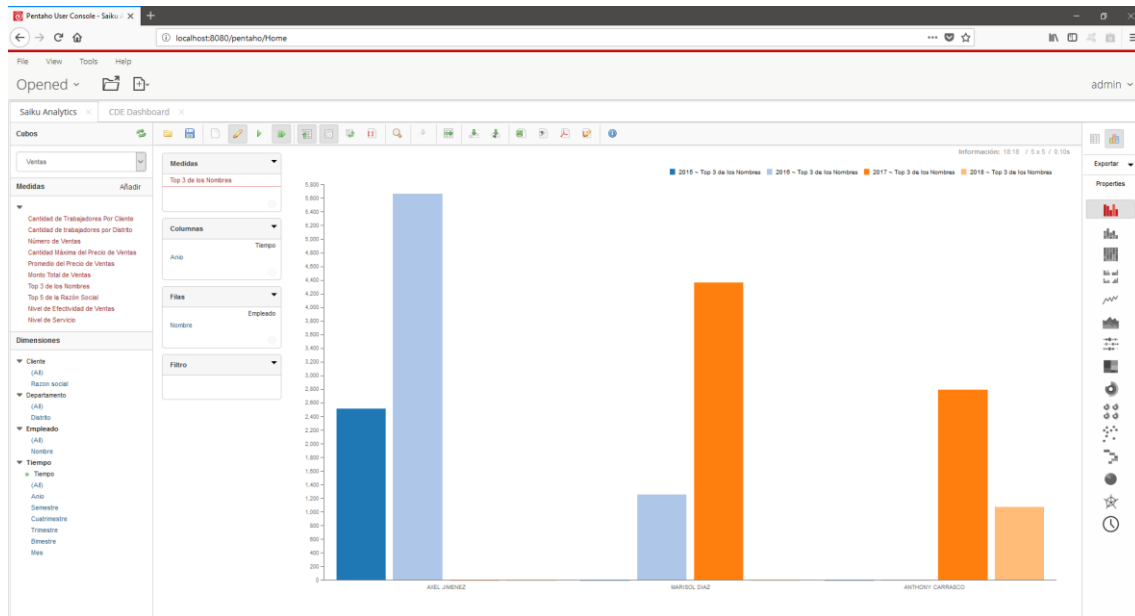 Pentaho User Console - Saiku A
localhost:8080/pentaho/Home
File View Tools Help
Opened
admin
Saiku Analytics
CDE Dashboard
Cubos
Ventas
Medidas Añadir
Cantidad de Trabajadores Por Cliente
Cantidad de trabajadores por Distrito
Número de Ventas
Cantidad Máxima del Precio de Ventas
Promedio del Precio de Ventas
Monto Total de Ventas
Top 3 de los Nombres
Top 5 de la Razón Social
Nivel de Efectividad de Ventas
Nivel de Servicio
Dimensiones
Cliente
(All)
Razon social
Departamento
(All)
Distrito
Empleado
(All)
Nombre
Tiempo
Tiempo
(All)
Anio
Semestre
Cuatrimestre
Trimestre
Bimestre
Mes
Medidas
Top 3 de los Nombres
Columnas
Tiempo
Anio
Filas
Empleado
Nombre
Filtro
Información: 18:18 / 5 x 5 / 0.10s
2015 ~ Top 3 de los Nombres 2016 ~ Top 3 de los Nombres 2017 ~ Top 3 de los Nombres 2018 ~ Top 3 de los Nombres
5,800
5,600
5,400
5,200
5,000
4,800
4,600
4,400
4,200
4,000
3,800
3,600
3,400
3,200
3,000
2,800
2,600
2,400
2,200
2,000
1,800
1,600
1,400
1,200
1,000
800
600
400
200
0
AXEL JIMENEZ MARISOL DIAZ ANTHONY CARRASCO
Exportar
Properties